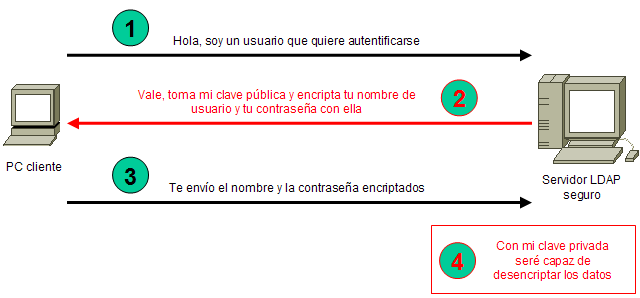 1
Hola, soy un usuario que quiere autentificarse
Vale, toma mi clave pública y encripta tu nombre de
usuario y tu contraseña con ella
2
PC cliente
3
Te envío el nombre y la contraseña encriptados
Servidor LDAP
seguro
4
Con mi clave privada
seré capaz de
desencriptar los datos